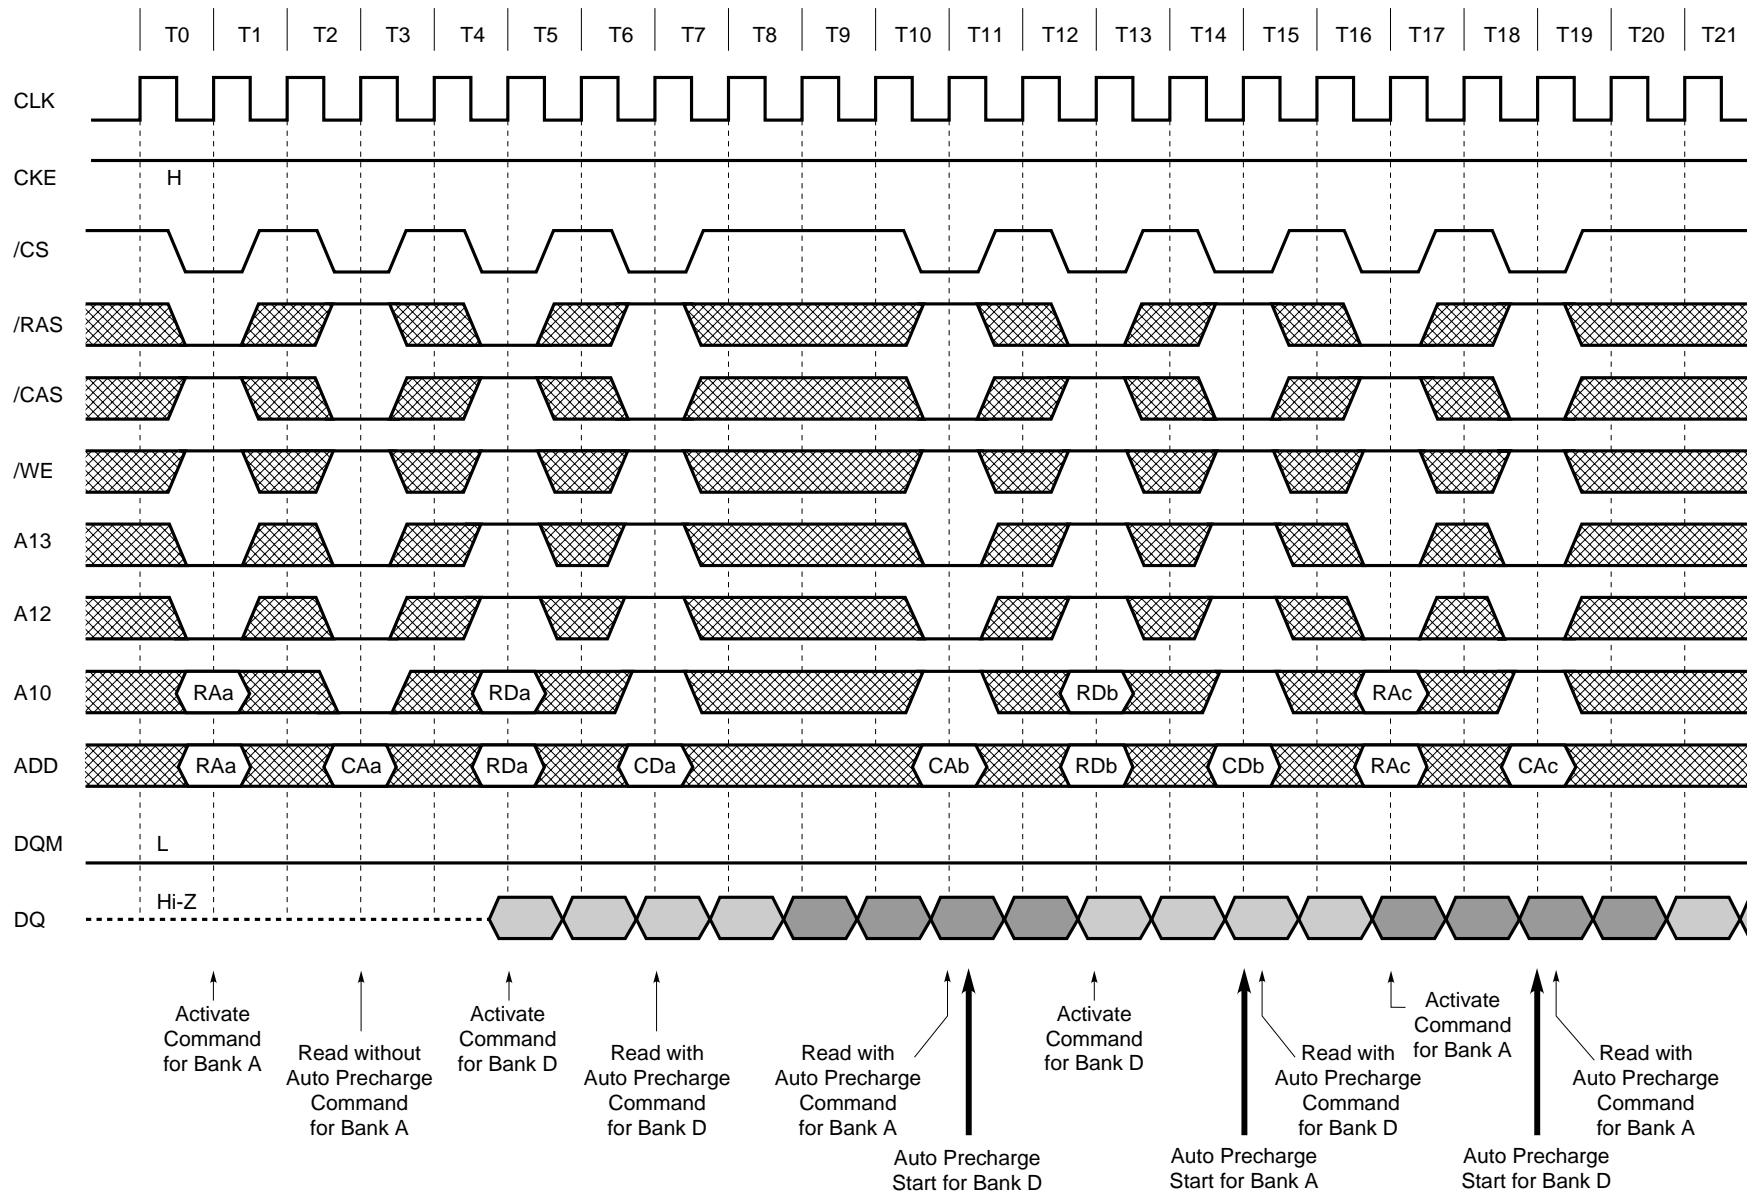 T0 T1 T2 T3 T4 T5 T6 T7 T8 T9 T10 T11 T12 T13 T14 T15 T16 T17 T18 T19 T20 T21
CLK
CKE H
/CS
/RAS
/CAS
/WE
A13
A12
A10 RAa RDa RDb RAc
ADD RAa CAa RDa CDa CAb RDb CDb RAc CAc
DQM L
DQ Hi-Z
Activate
Command
for Bank A
Read without
Auto Precharge
Command
for Bank A
Activate
Command
for Bank D
Read with
Auto Precharge
Command
for Bank D
Read with
Auto Precharge
Command
for Bank A
Auto Precharge
Start for Bank D
Activate
Command
for Bank D
Auto Precharge
Start for Bank A
Read with
Auto Precharge
Command
for Bank D
Activate
Command
for Bank A
Auto Precharge
Start for Bank D
Read with
Auto Precharge
Command
for Bank A